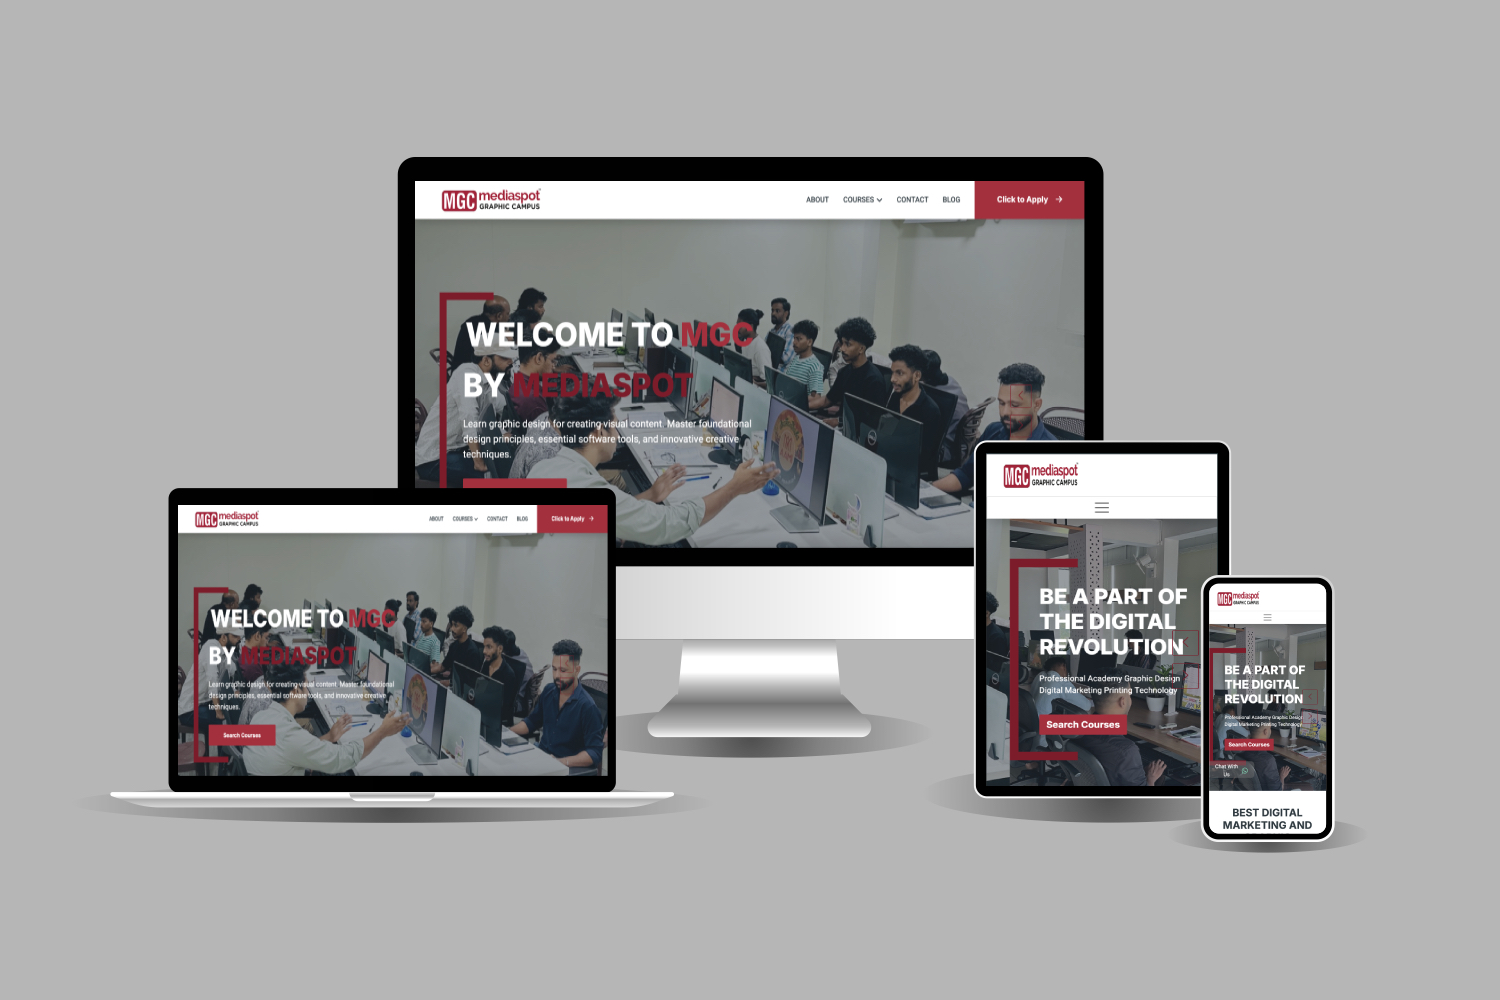 MGC mediaspot
GRAPHIC CAMPUS
ABOUT COURSES CONTACT BLOG Click to Apply
WELCOME TO MGC
BY MEDIASPOT
Learn graphic design for creating visual content. Master foundational
design principles, essential software tools, and innovative creative
techniques.
MGC mediaspot
GRAPHIC CAMPUS
ABOUT COURSES CONTACT BLOG Click to Apply
WELCOME TO MGC
BY MEDIASPOT
Learn graphic design for creating visual content. Master foundational
design principles, essential software tools, and innovative creative
techniques.
Search Courses
MGC mediaspot
GRAPHIC CAMPUS
BE A PART OF
THE DIGITAL
REVOLUTION
Professional Academy Graphic Design
Digital Marketing Printing Technology
Search Courses
MGC mediaspot
GRAPHIC CAMPUS
BE A PART OF
THE DIGITAL
REVOLUTION
Professional Academy Graphic Design
Digital Marketing Printing Technology
Search Courses
Chat With
Us
BEST DIGITAL
MARKETING AND